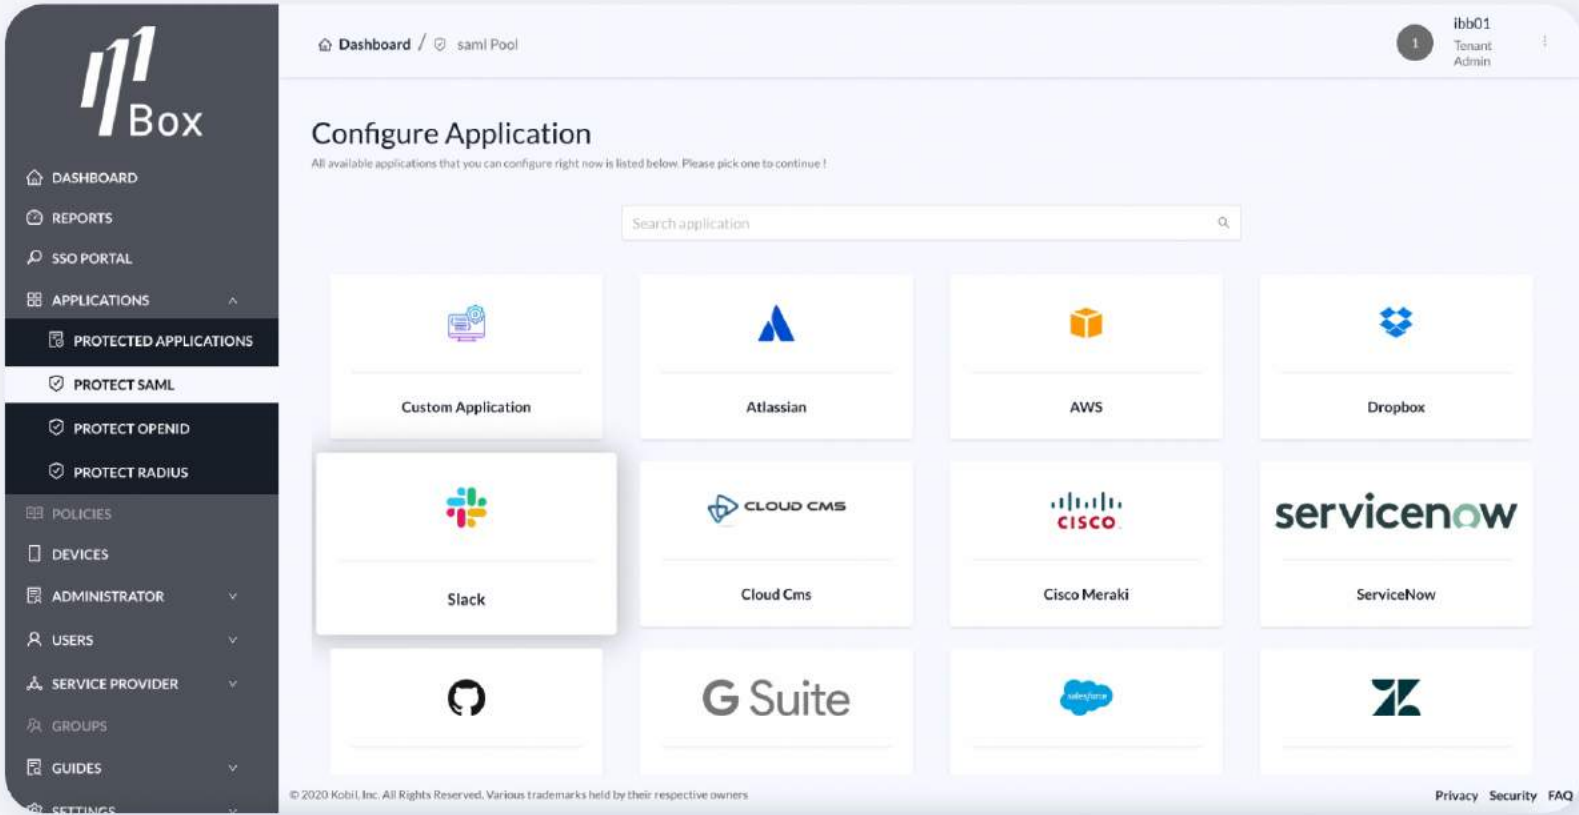 Box
DASHBOARD
REPORTS
SSO PORTAL
APPLICATIONS
PROTECTED APPLICATIONS
PROTECT SAML
PROTECT OPENID
PROTECT RADIUS
POLICIES
DEVICES
ADMINISTRATOR
USERS
SERVICE PROVIDER
GROUPS
GUIDES
SETTINGS
Dashboard / saml Pool
1
ibb01
Tenant
Admin
Configure Application
All available applications that you can configure right now is listed below. Please pick one to continue !
Search application
Custom Application
Atlassian
AWS
Dropbox
CLOUD CMS
CISCO
servicenow
Slack
Cloud Cms
Cisco Meraki
ServiceNow
G Suite
salesforce
© 2020 Kobil, Inc. All Rights Reserved. Various trademarks held by their respective owners
Privacy Security FAQ